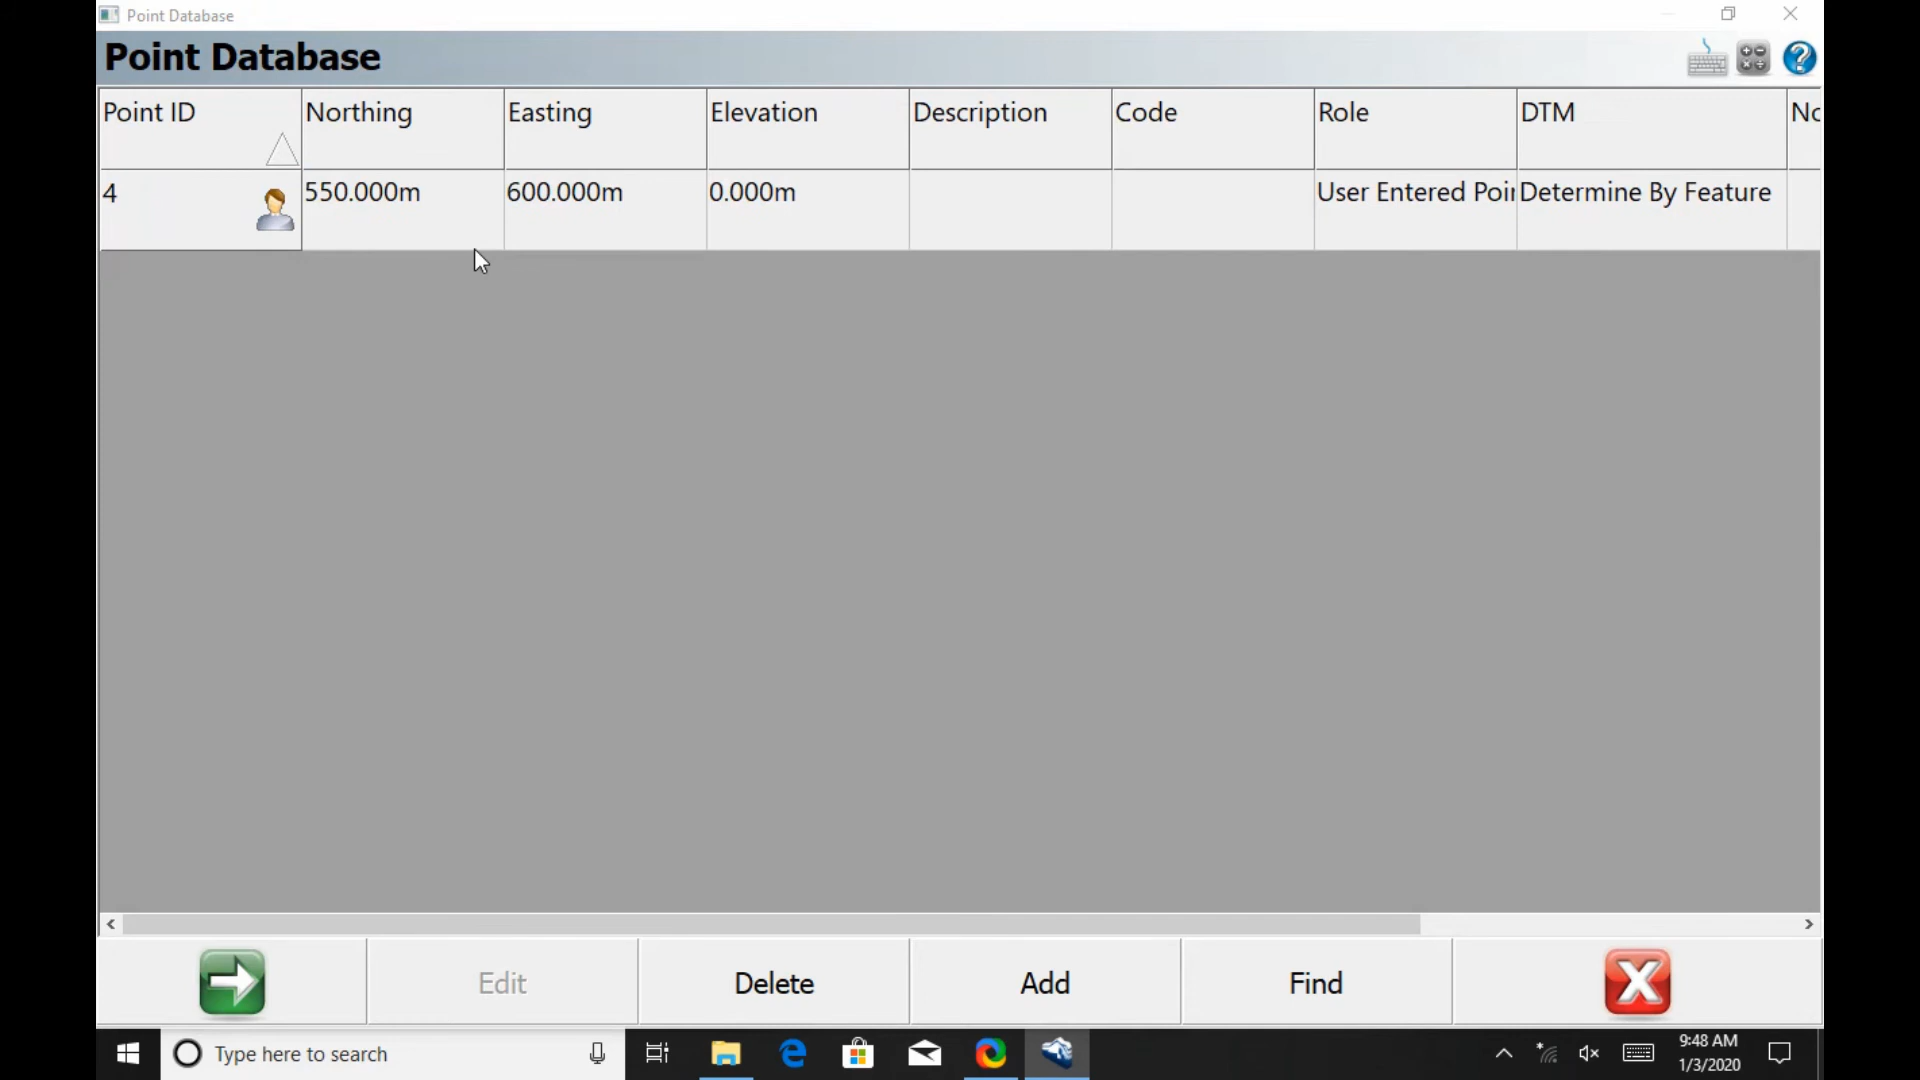 Point Database
Point Database
Point ID Northing Easting Elevation Description Code Role DTM No
4 550.000m 600.000m 0.000m User Entered Poin Determine By Feature
Edit Delete Add Find
Type here to search
9:48 AM
1/3/2020